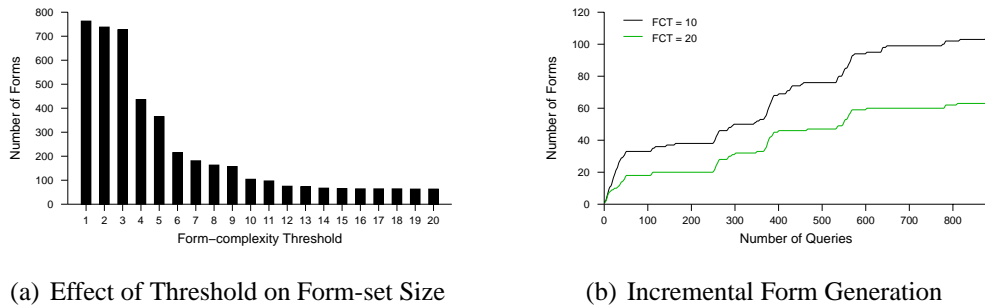 800
700
600
500
400
300
200
100
0
Number of Forms
1 2 3 4 5 6 7 8 9 10 11 12 13 14 15 16 17 18 19 20
Form−complexity Threshold
(a) Effect of Threshold on Form-set Size
120
100
80
60
40
20
0
Number of Forms
FCT = 10
FCT = 20
0 100 200 300 400 500 600 700 800
Number of Queries
(b) Incremental Form Generation